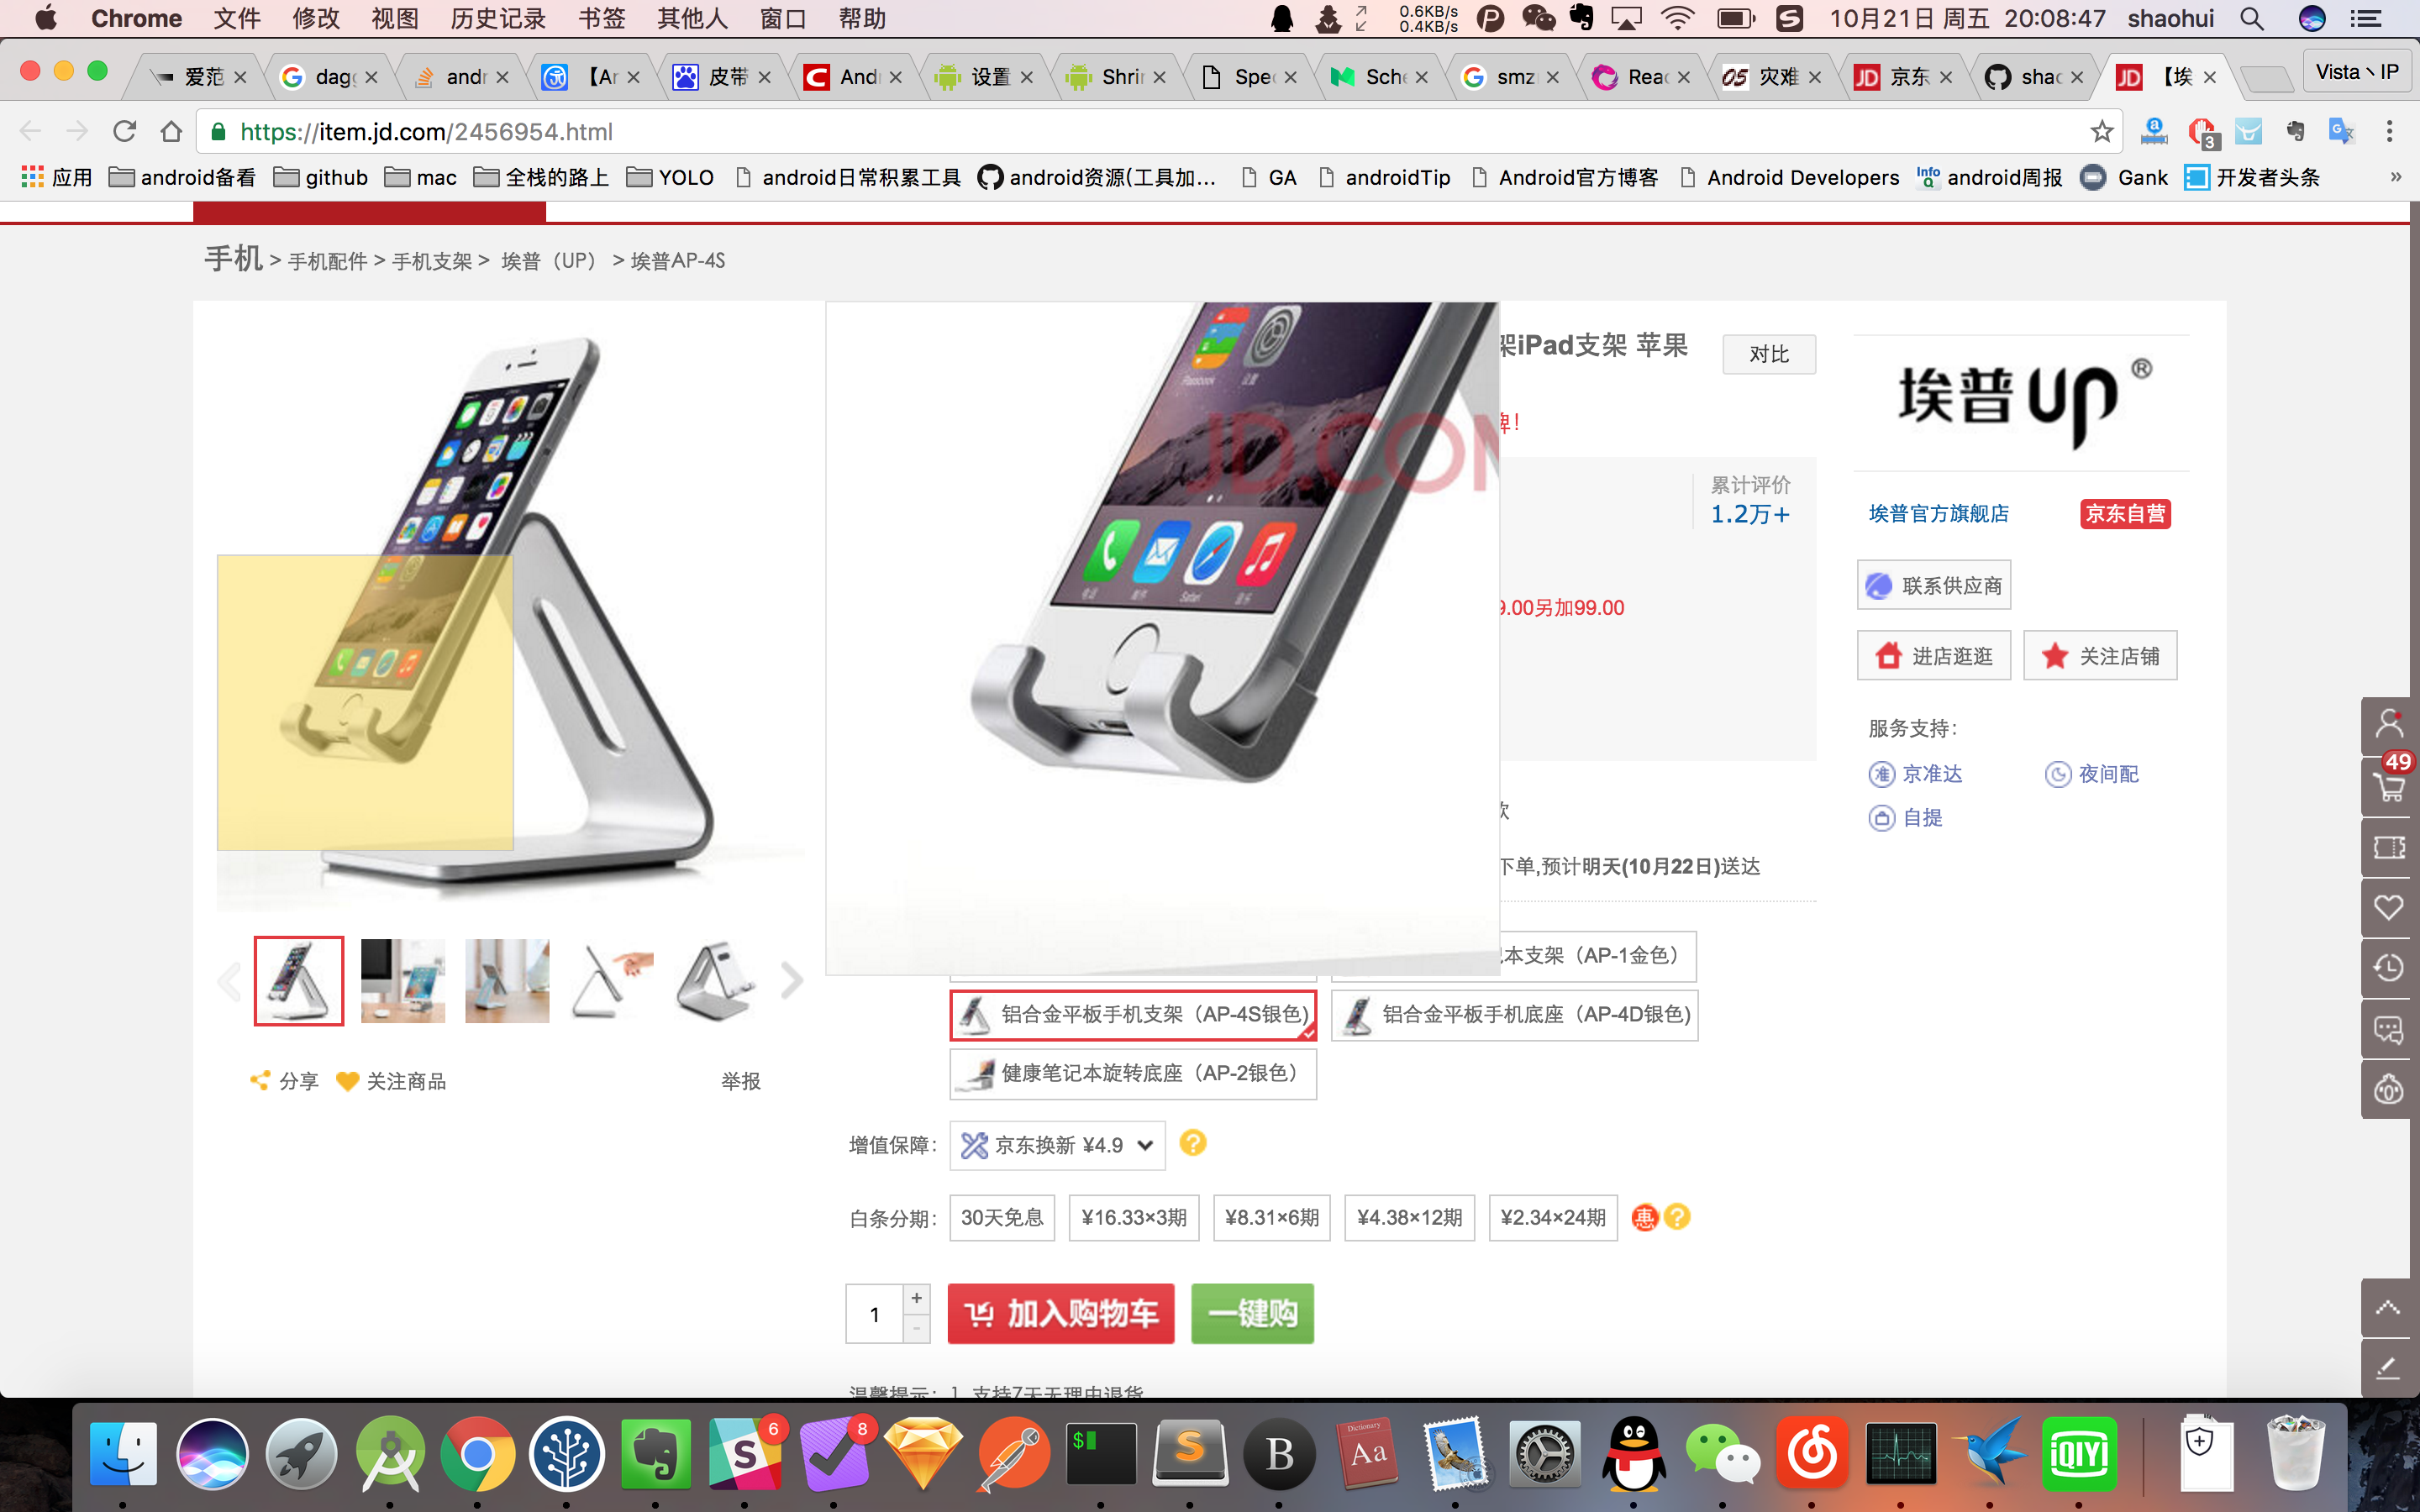 Chrome 文件 修改 视图 历史记录 书签 其他人 窗口 帮助 0.6KB/s 0.4KB/s 10月21日 周五 20:08:47 shaohui
爱范 dagg andr 【Ar 皮带 Andr 设置 Shrin Spec Sche smz Reac 灾难 京东 shao 【埃 Vista丶IP
https://item.jd.com/2456954.html 3
应用 android备看 github mac 全栈的路上 YOLO android日常积累工具 android资源(工具加... GA androidTip Android官方博客 Android Developers InfoQ android周报 Gank 开发者头条 »
手机 > 手机配件 > 手机支架 > 埃普（UP） > 埃普AP-4S
架iPad支架 苹果 对比
埃普 UP ®
牌!
JD.COM
累计评价
1.2万+
埃普官方旗舰店 京东自营
联系供应商
9.00另加99.00
进店逛逛 关注店铺
服务支持：
京准达 夜间配
自提
49
款
下单,预计明天(10月22日)送达
本支架（AP-1金色）
铝合金平板手机支架（AP-4S银色) 铝合金平板手机底座（AP-4D银色)
健康笔记本旋转底座（AP-2银色）
分享 关注商品 举报
增值保障： 京东换新 ¥4.9 ?
白条分期： 30天免息 ¥16.33×3期 ¥8.31×6期 ¥4.38×12期 ¥2.34×24期 惠 ?
1 + - 加入购物车 一键购
温馨提示：1. 支持7天无理由退货
6 8 S $ S B Dictionary Aa iQIYI